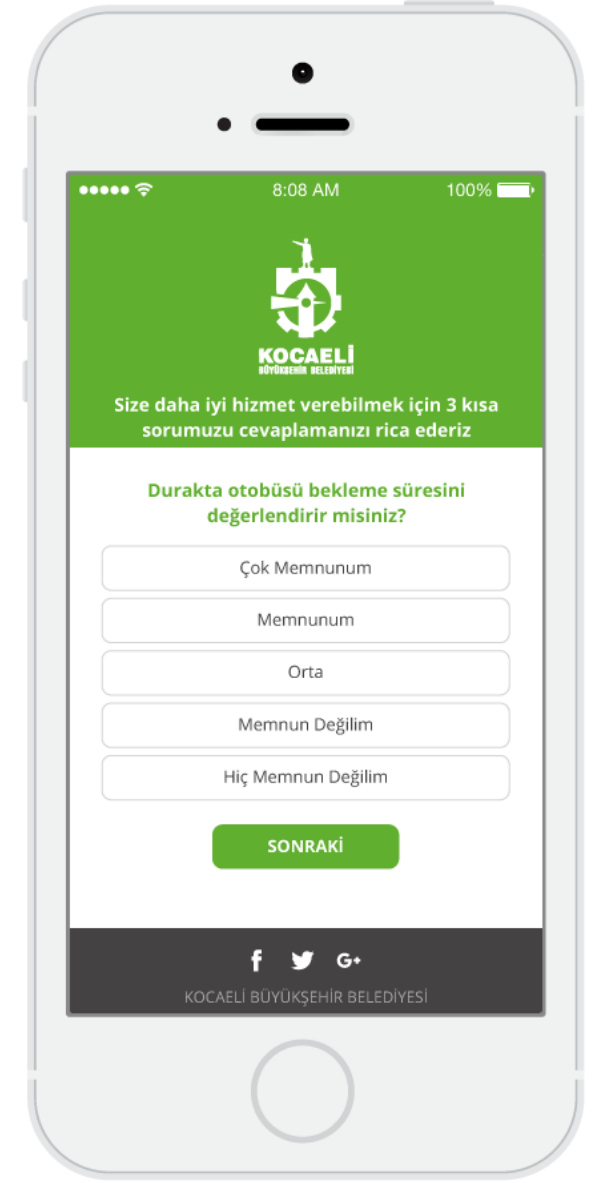 8:08 AM
100%
KOCAELİ
BÜYÜKŞEHİR BELEDİYESİ
Size daha iyi hizmet verebilmek için 3 kısa
sorumuzu cevaplamanızı rica ederiz
Durakta otobüsü bekleme süresini
değerlendirir misiniz?
Çok Memnunum
Memnunum
Orta
Memnun Değilim
Hiç Memnun Değilim
SONRAKİ
f
G+
KOCAELİ BÜYÜKŞEHİR BELEDİYESİ